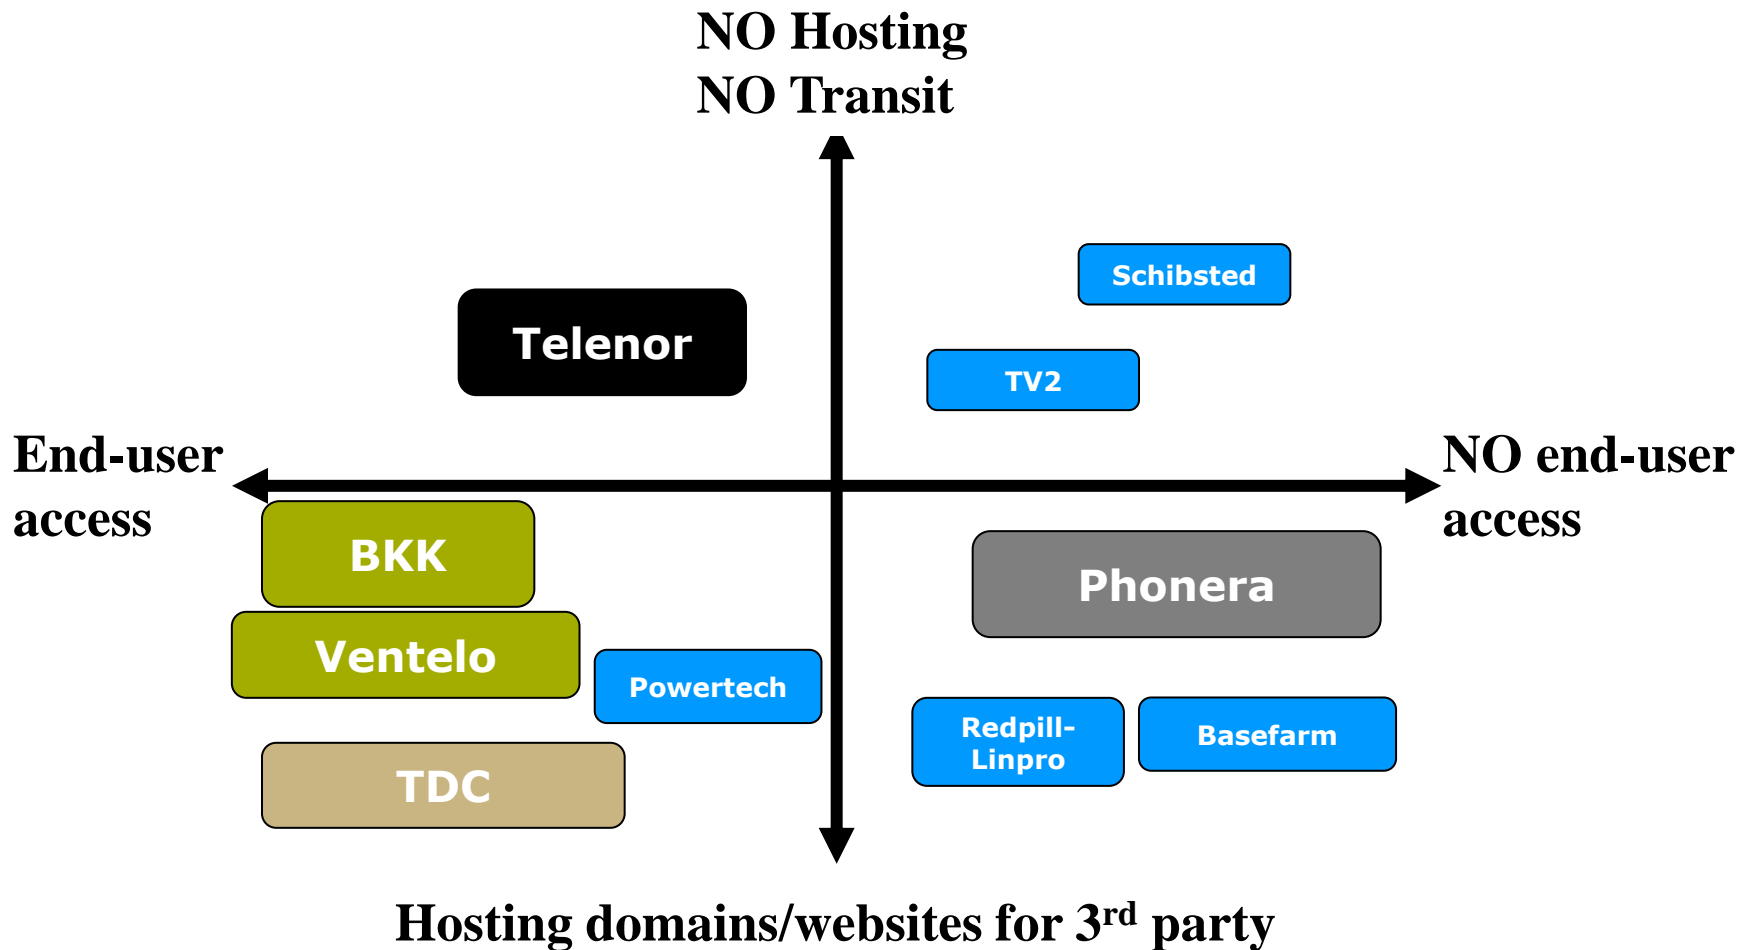 NO Hosting
NO Transit
Schibsted
Telenor
TV2
End-user
access
NO end-user
access
BKK
Phonera
Ventelo
Powertech
Redpill-
Linpro
Basefarm
TDC
Hosting domains/websites for 3rd party